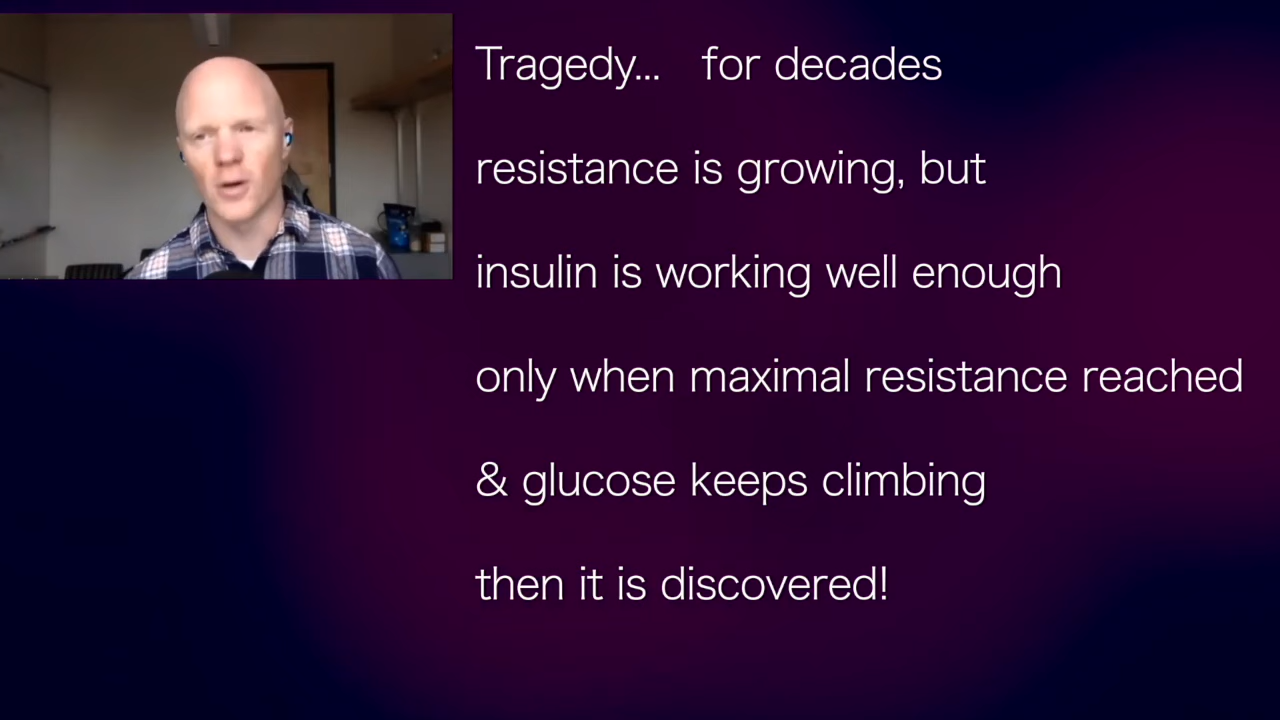 Tragedy... for decades
resistance is growing, but
insulin is working well enough
only when maximal resistance reached
& glucose keeps climbing
then it is discovered!